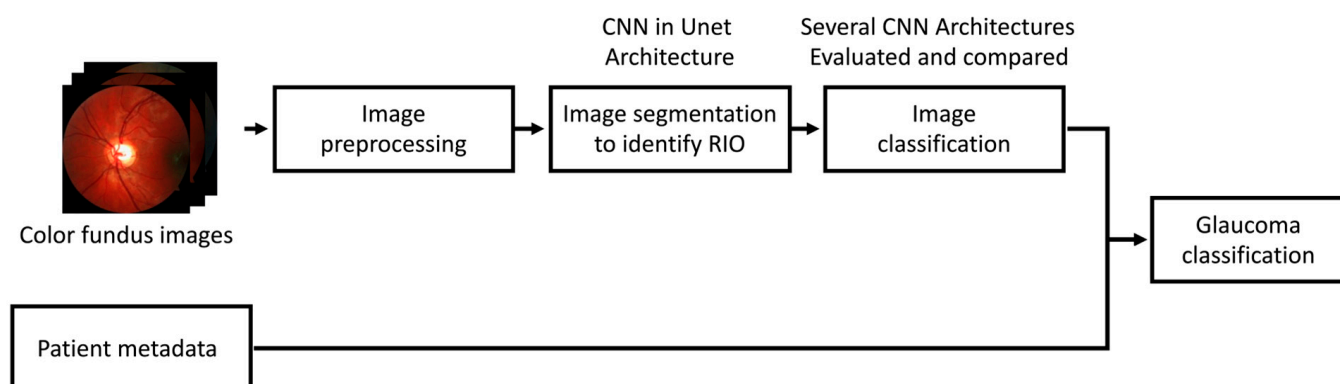 CNN in Unet
Architecture
Several CNN Architectures
Evaluated and compared
Image
preprocessing
Image segmentation
to identify RIO
Image
classification
Color fundus images
Glaucoma
classification
Patient metadata